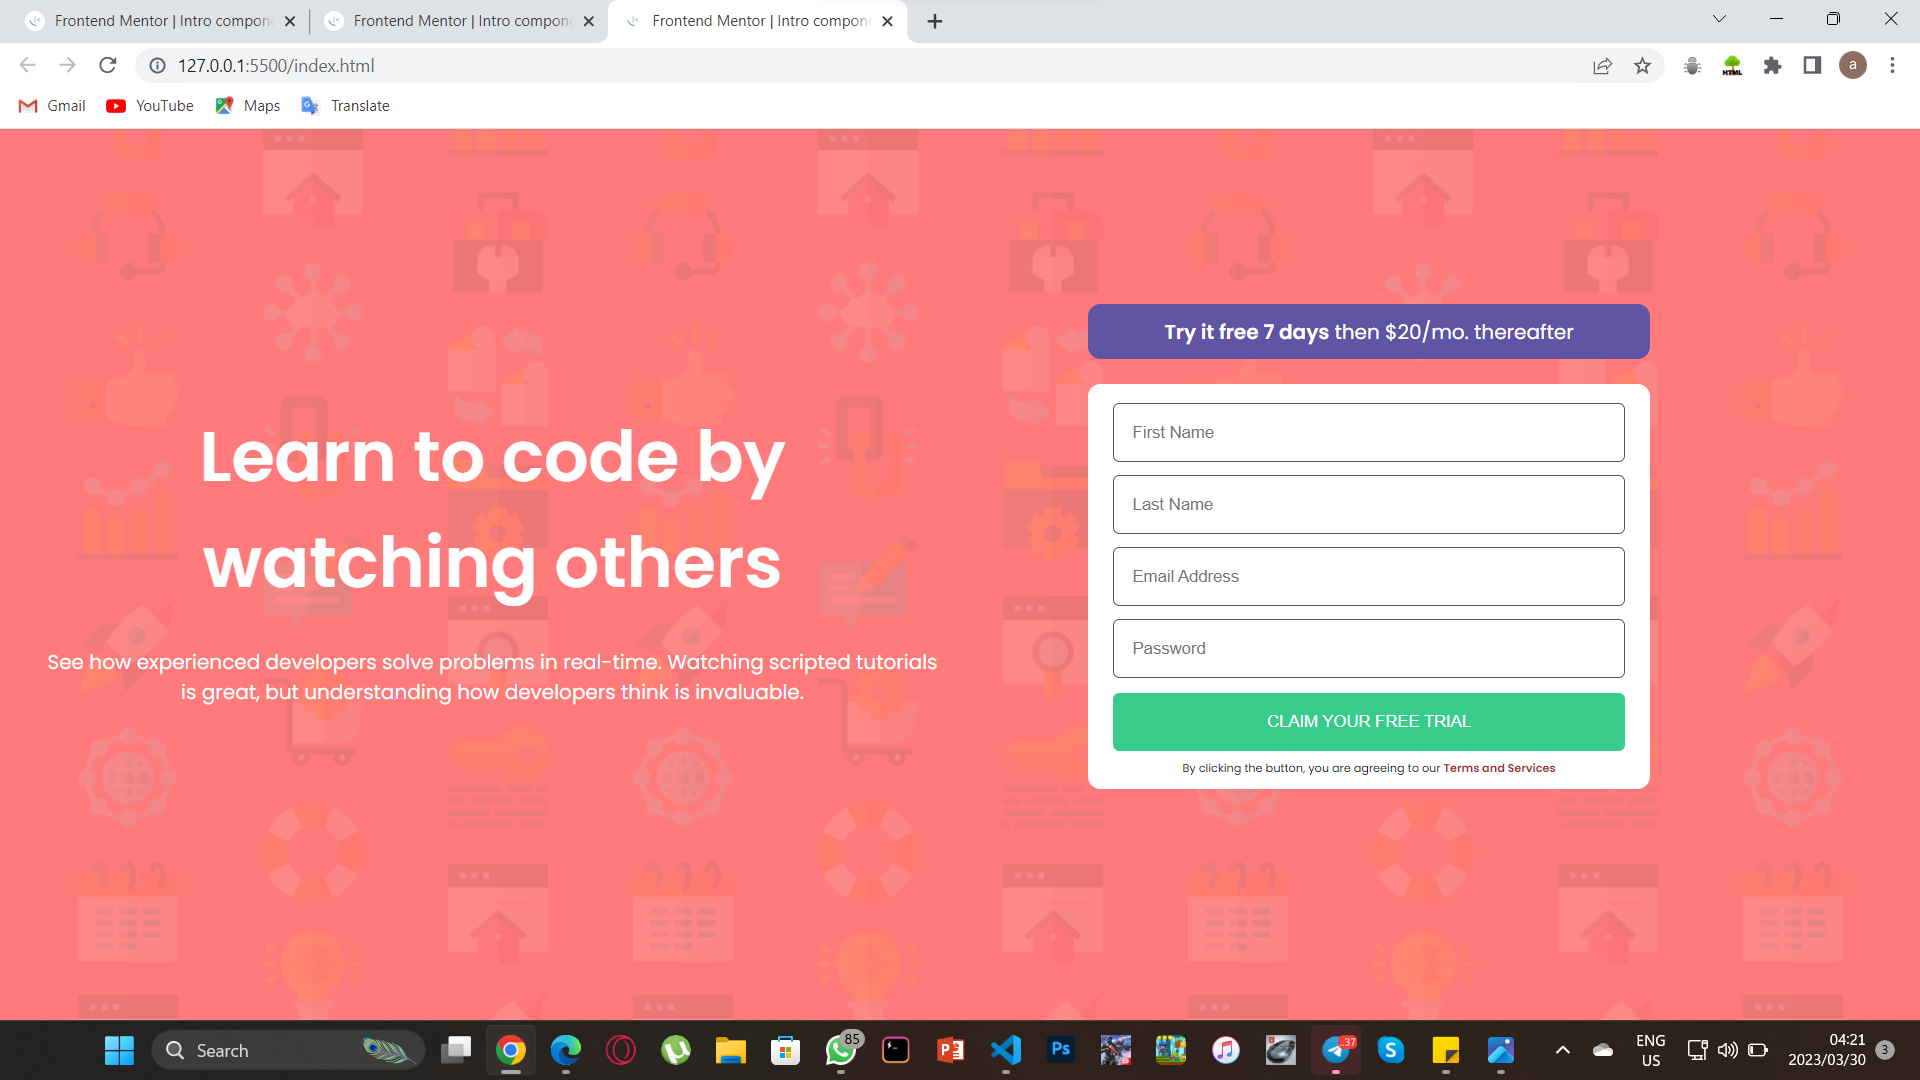 Frontend Mentor | Intro compon
Frontend Mentor | Intro compon
Frontend Mentor | Intro compon
127.0.0.1:5500/index.html
HTML
a
Gmail
YouTube
Maps
Translate
Try it free 7 days then $20/mo. thereafter
First Name
Learn to code by
watching others
Last Name
Email Address
Password
See how experienced developers solve problems in real-time. Watching scripted tutorials
is great, but understanding how developers think is invaluable.
CLAIM YOUR FREE TRIAL
By clicking the button, you are agreeing to our Terms and Services
Search
85
Ps
..37
ENG
US
04:21
2023/03/30
3